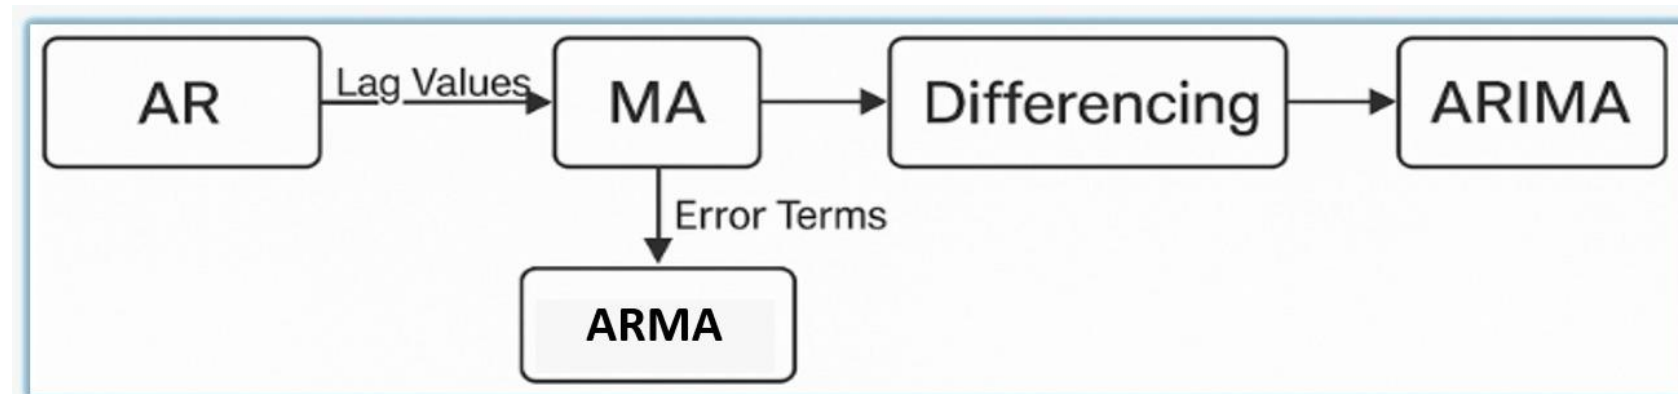 AR
Lag Values
MA
Differencing
ARIMA
Error Terms
ARMA